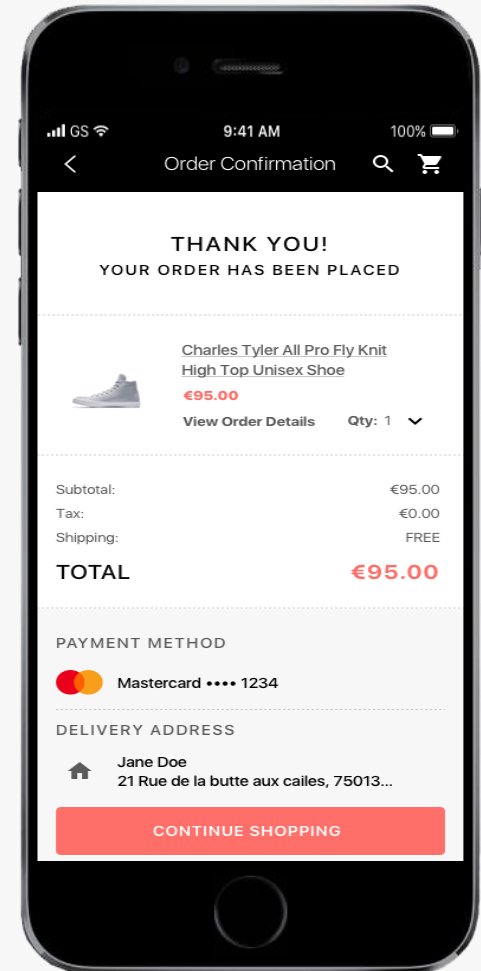 GS 9:41 AM 100%
Order Confirmation
THANK YOU!
YOUR ORDER HAS BEEN PLACED
Charles Tyler All Pro Fly Knit
High Top Unisex Shoe
€95.00
View Order Details Qty: 1
Subtotal: €95.00
Tax: €0.00
Shipping: FREE
TOTAL €95.00
PAYMENT METHOD
Mastercard •••• 1234
DELIVERY ADDRESS
Jane Doe
21 Rue de la butte aux cailes, 75013...
CONTINUE SHOPPING